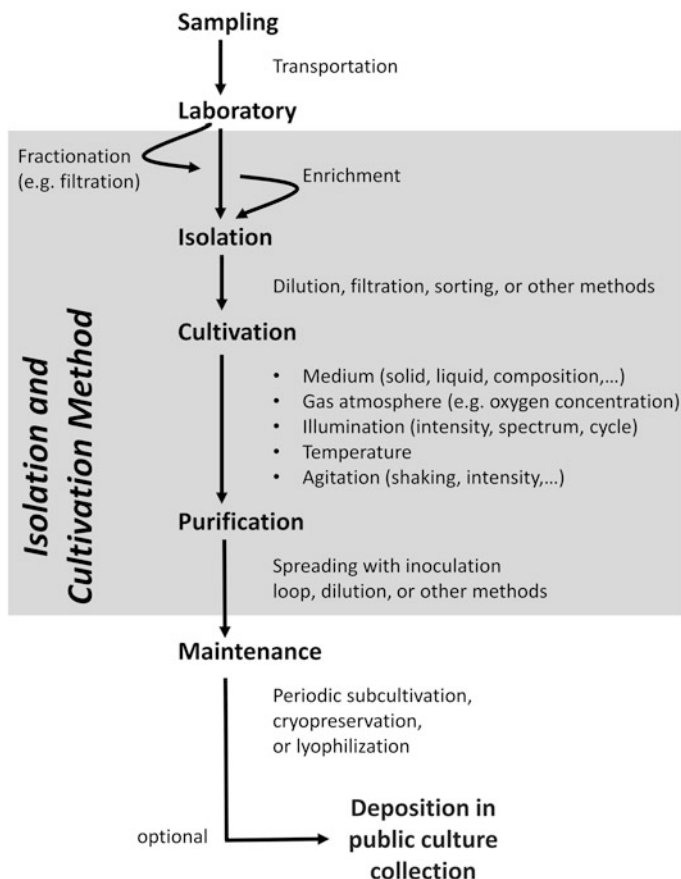 Sampling
Transportation
Laboratory
Fractionation
(e.g. filtration)
Enrichment
Isolation
Dilution, filtration, sorting, or other methods
Cultivation
• Medium (solid, liquid, composition,...)
• Gas atmosphere (e.g. oxygen concentration)
• Illumination (intensity, spectrum, cycle)
• Temperature
• Agitation (shaking, intensity,...)
Isolation and
Cultivation Method
Purification
Spreading with inoculation
loop, dilution, or other methods
Maintenance
Periodic subcultivation,
cryopreservation,
or lyophilization
optional
Deposition in
public culture
collection